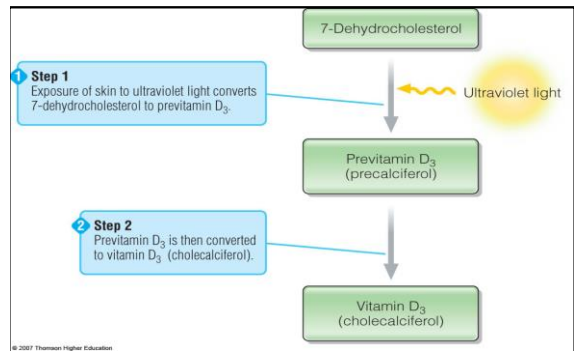 7-Dehydrocholesterol
1 Step 1
Exposure of skin to ultraviolet light converts
7-dehydrocholesterol to previtamin D₃.
Ultraviolet light
Previtamin D₃
(precalciferol)
2 Step 2
Previtamin D₃ is then converted
to vitamin D₃ (cholecalciferol).
Vitamin D₃
(cholecalciferol)
© 2007 Thomson Higher Education